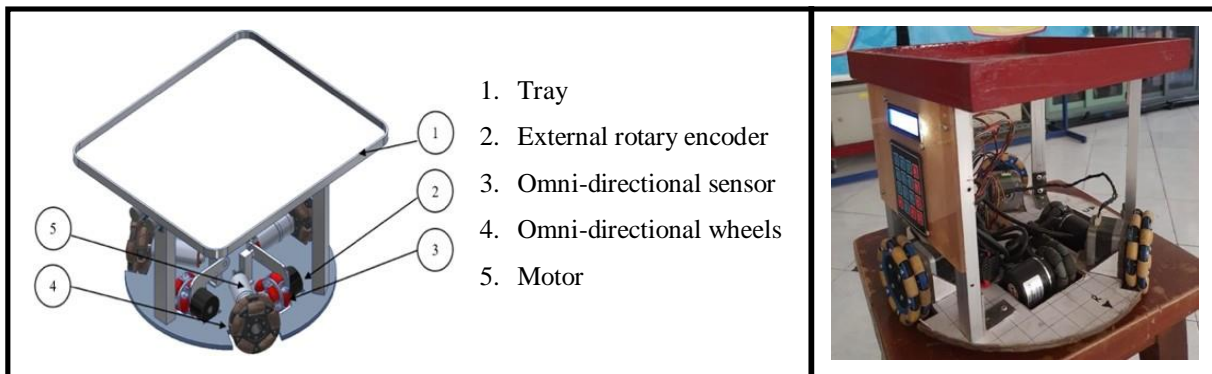 1. Tray
2. External rotary encoder
3. Omni-directional sensor
4. Omni-directional wheels
5. Motor
1
2
3
4
5